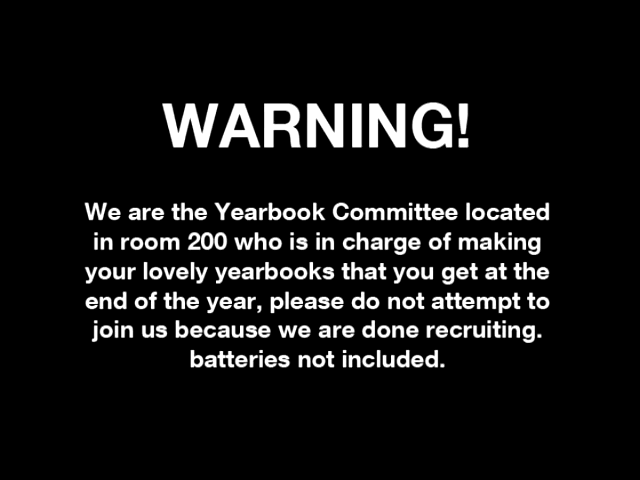 WARNING!
We are the Yearbook Committee located
in room 200 who is in charge of making
your lovely yearbooks that you get at the
end of the year, please do not attempt to
join us because we are done recruiting.
batteries not included.